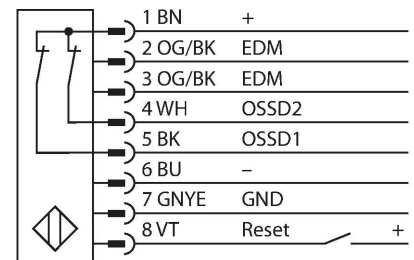 1 BN +
2 OG/BK EDM
3 OG/BK EDM
4 WH OSSD2
5 BK OSSD1
6 BU –
7 GNYE GND
8 VT Reset +